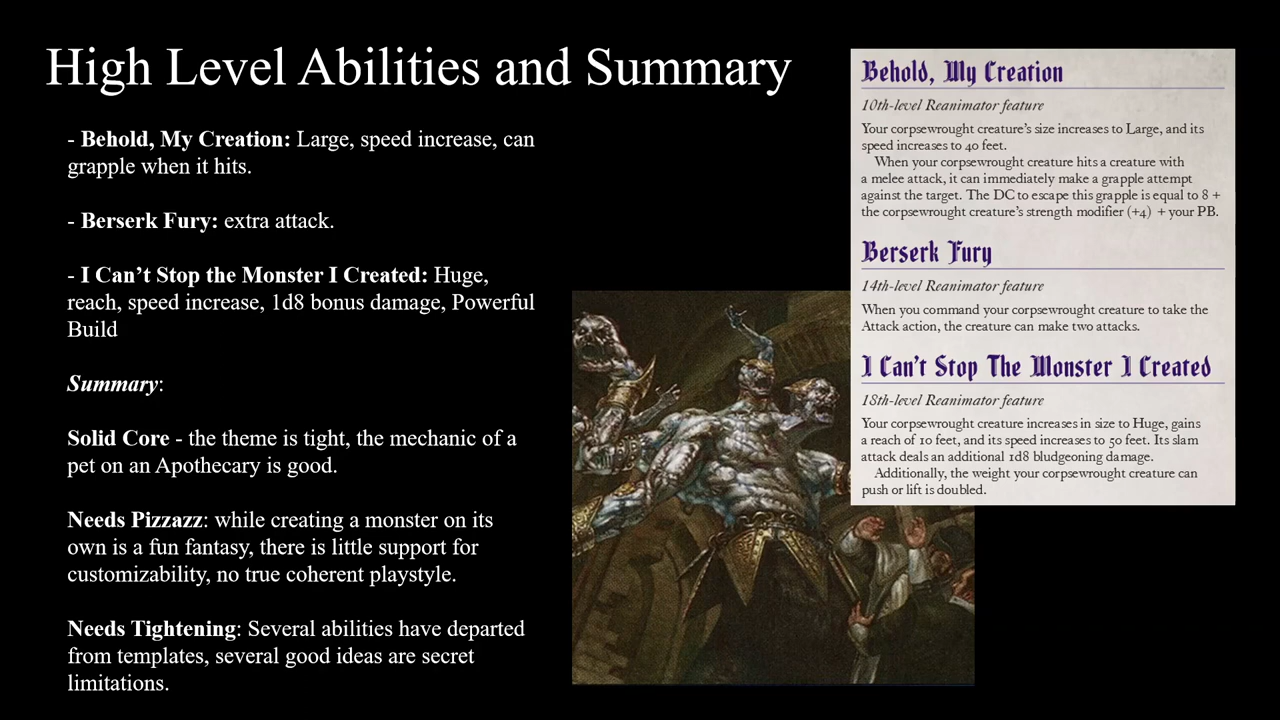 High Level Abilities and Summary
- Behold, My Creation: Large, speed increase, can
grapple when it hits.
- Berserk Fury: extra attack.
- I Can't Stop the Monster I Created: Huge,
reach, speed increase, 1d8 bonus damage, Powerful
Build
Summary:
Solid Core - the theme is tight, the mechanic of a
pet on an Apothecary is good.
Needs Pizzazz: while creating a monster on its
own is a fun fantasy, there is little support for
customizability, no true coherent playstyle.
Needs Tightening: Several abilities have departed
from templates, several good ideas are secret
limitations.
Behold, My Creation
10th-level Reanimator feature
Your corpsewrought creature's size increases to Large, and its
speed increases to 40 feet.
When your corpsewrought creature hits a creature with
a melee attack, it can immediately make a grapple attempt
against the target. The DC to escape this grapple is equal to 8 +
the corpsewrought creature's strength modifier (+4) + your PB.
Berserk Fury
14th-level Reanimator feature
When you command your corpsewrought creature to take the
Attack action, the creature can make two attacks.
I Can't Stop The Monster I Created
18th-level Reanimator feature
Your corpsewrought creature increases in size to Huge, gains
a reach of 10 feet, and its speed increases to 50 feet. Its slam
attack deals an additional 1d8 bludgeoning damage.
Additionally, the weight your corpsewrought creature can
push or lift is doubled.